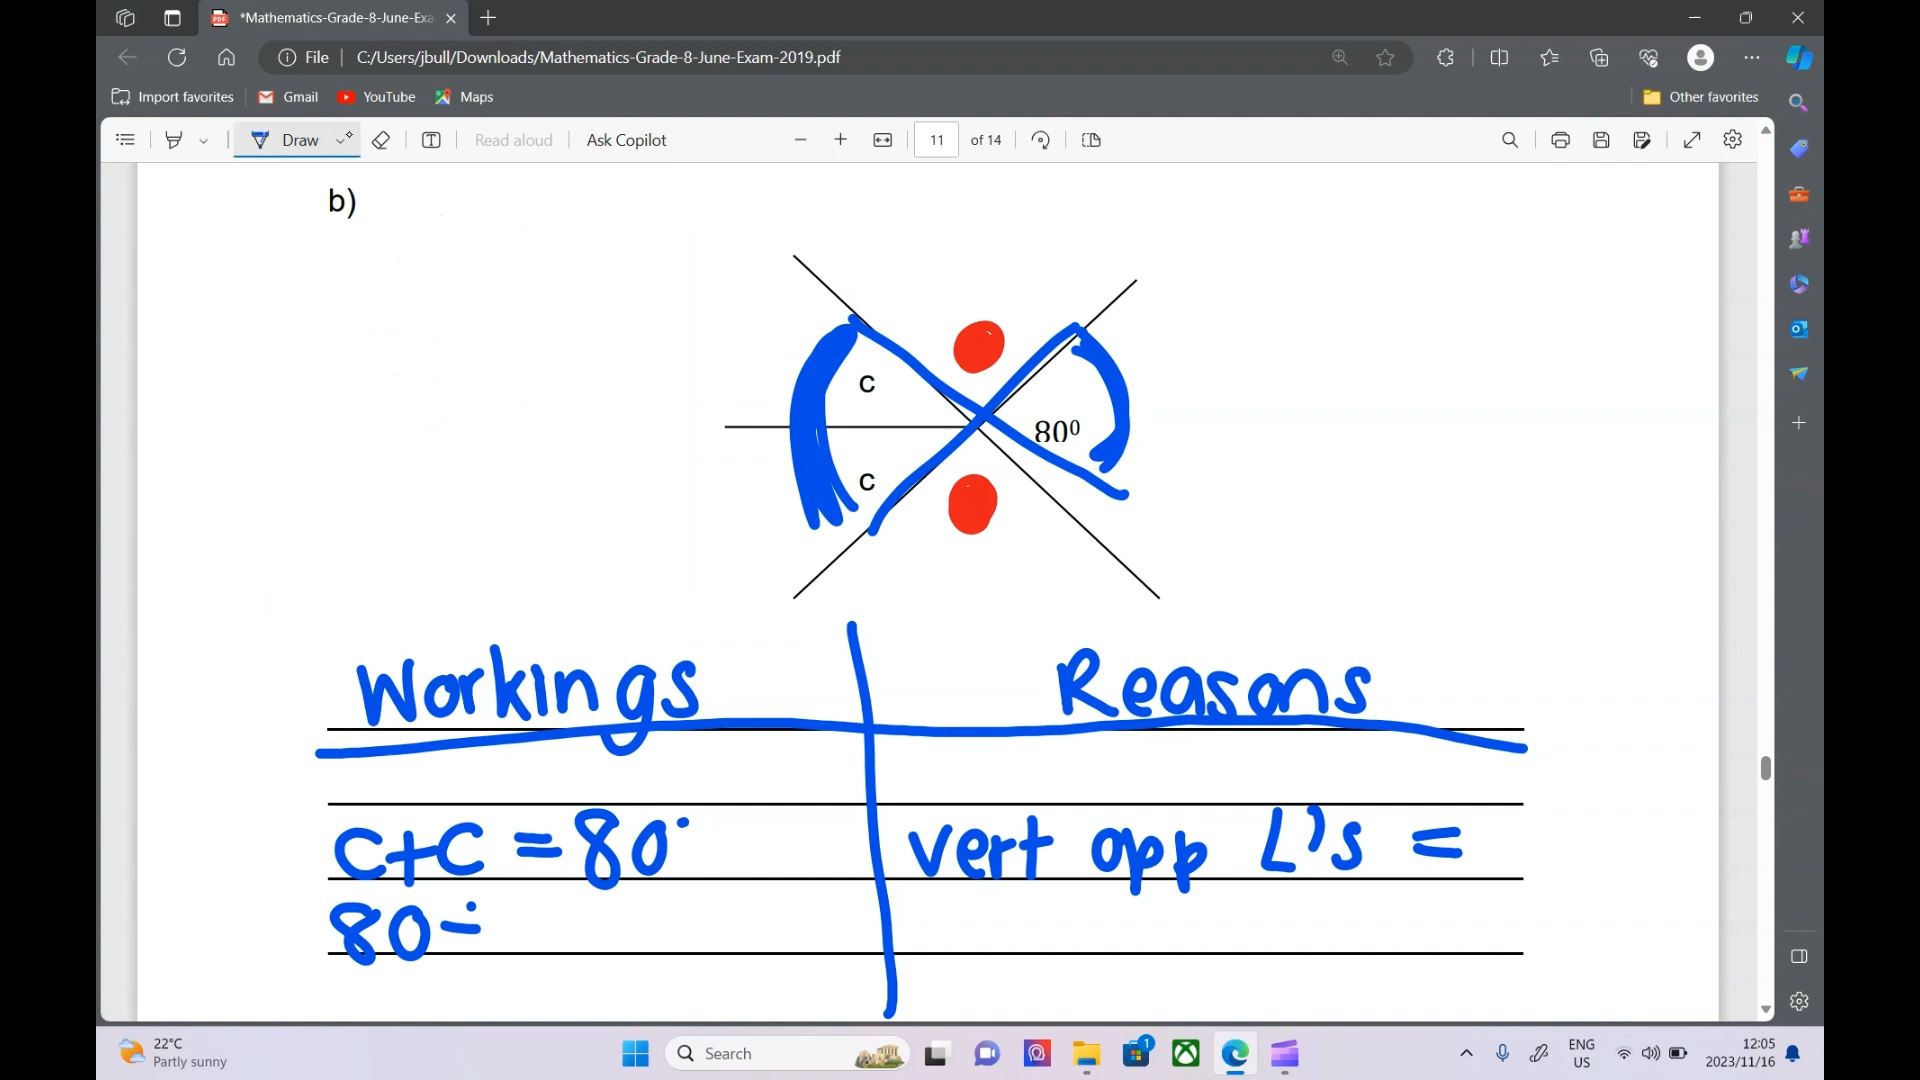 *Mathematics-Grade-8-June-Exa
File C:/Users/jbull/Downloads/Mathematics-Grade-8-June-Exam-2019.pdf
Import favorites Gmail YouTube Maps Other favorites
Draw Read aloud Ask Copilot 11 of 14
b)
c
80⁰
c
Workings Reasons
C+C = 80° vert opp L's =
80÷
22°C
Partly sunny
Search
1
ENG
US
12:05
2023/11/16